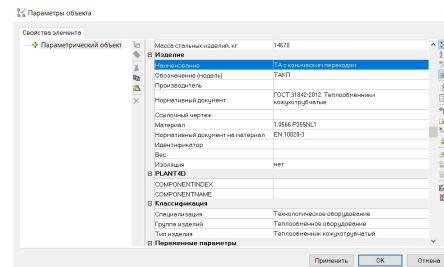 Параметры объекта
Свойства элемента
Параметрический объект
Масса стальных изделий, кг 14670
Изделие
Наименование ТА с коническим переходом
Обозначение (модель) ТАКП
Производитель
Нормативный документ ГОСТ 31842-2012. Теплообменники кожухотрубчатые
Ссылочный чертеж
Материал 1.0566 P355NL1
Нормативный документ на материал EN 10028-3
Идентификатор
Вес
Изоляция нет
PLANT4D
COMPONENTINDEX
COMPONENTNAME
Классификация
Специализация Технологическое оборудование
Группа изделий Теплообменное оборудование
Тип изделия Теплообменник кожухотрубчатый
Переменные параметры
Применить ОК Отмена